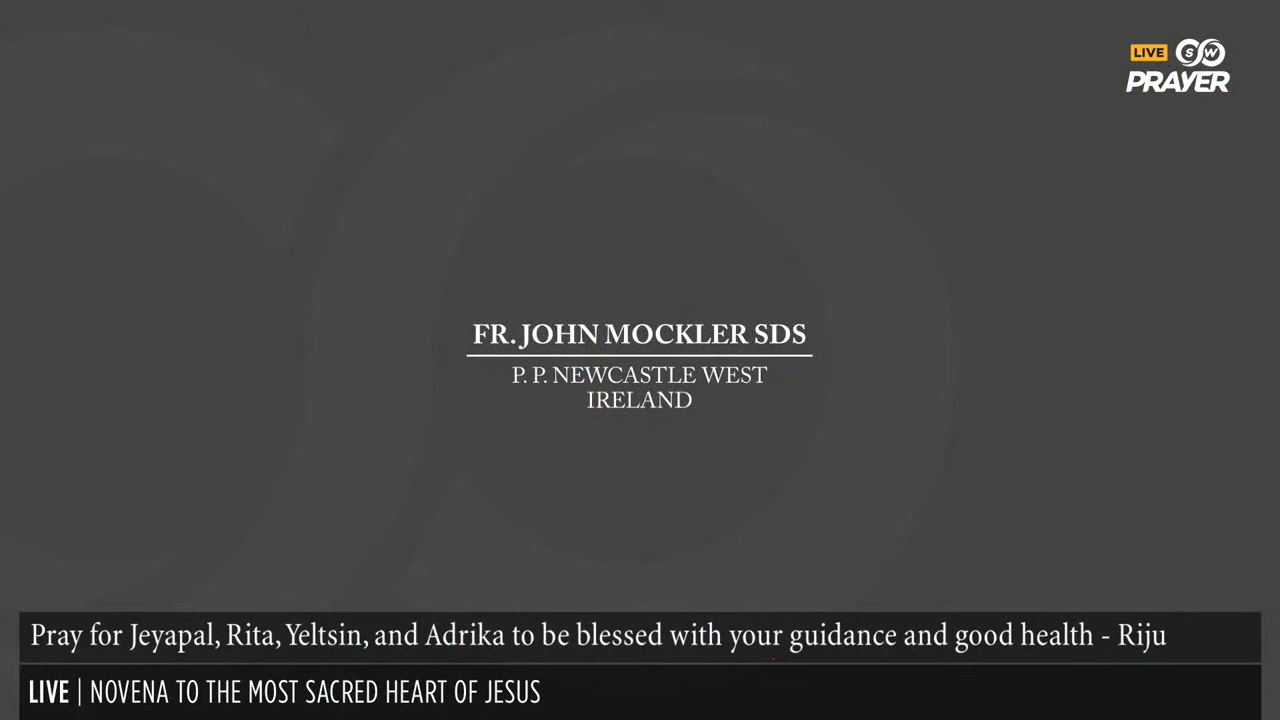 LIVE SW
PRAYER
FR. JOHN MOCKLER SDS
P. P. NEWCASTLE WEST
IRELAND
Pray for Jeyapal, Rita, Yeltsin, and Adrika to be blessed with your guidance and good health - Riju
LIVE | NOVENA TO THE MOST SACRED HEART OF JESUS